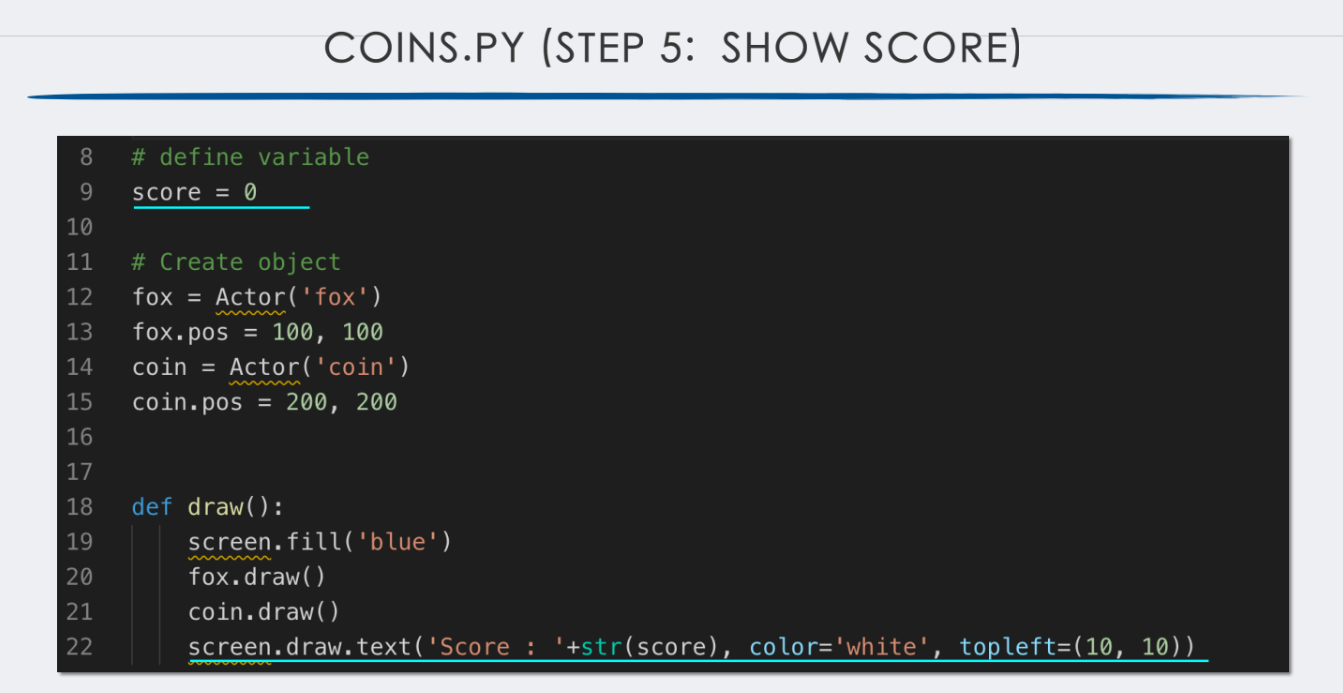 COINS.PY (STEP 5: SHOW SCORE)
8 # define variable
9 score = 0
10
11 # Create object
12 fox = Actor('fox')
13 fox.pos = 100, 100
14 coin = Actor('coin')
15 coin.pos = 200, 200
16
17
18 def draw():
19     screen.fill('blue')
20     fox.draw()
21     coin.draw()
22     screen.draw.text('Score : '+str(score), color='white', topleft=(10, 10))